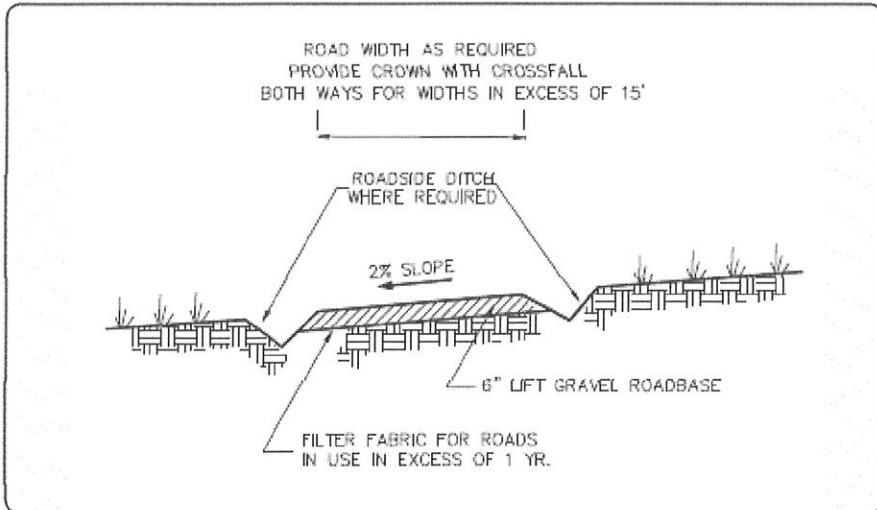 ROAD WIDTH AS REQUIRED
PROVIDE CROWN WITH CROSSFALL
BOTH WAYS FOR WIDTHS IN EXCESS OF 15'
ROADSIDE DITCH
WHERE REQUIRED
2% SLOPE
6" LIFT GRAVEL ROADBASE
FILTER FABRIC FOR ROADS
IN USE IN EXCESS OF 1 YR.